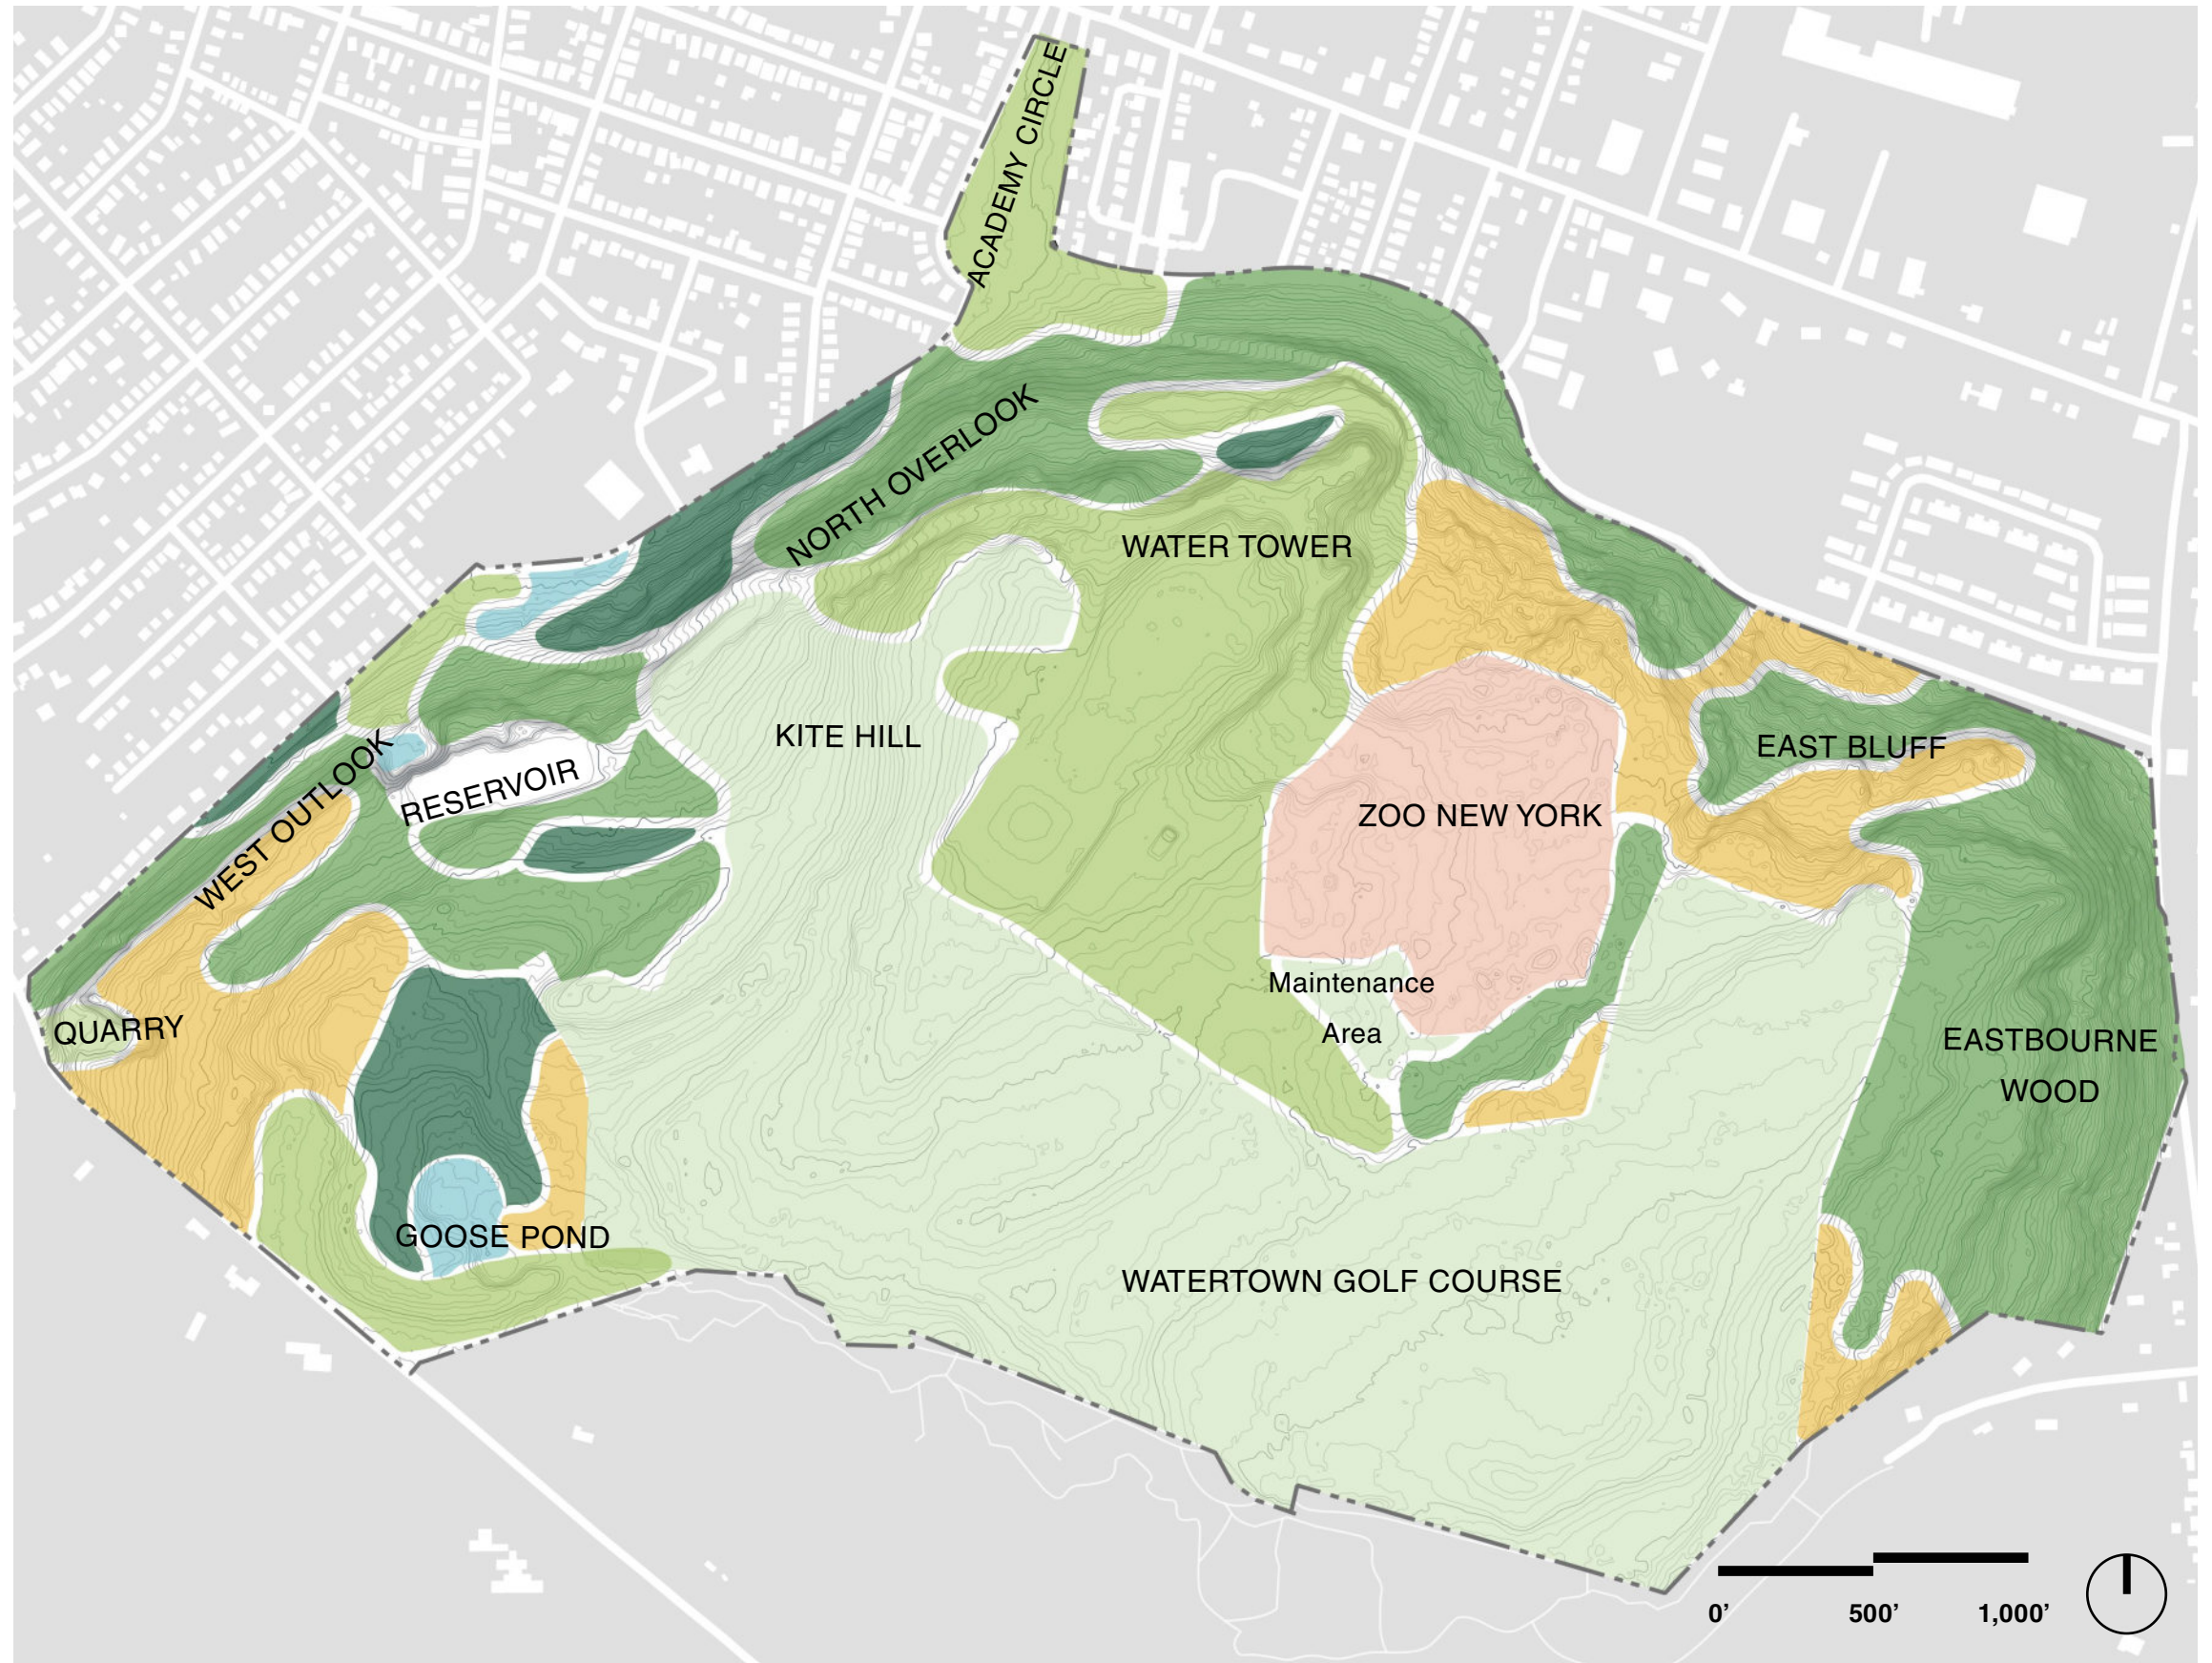 ACADEMY CIRCLE
NORTH OVERLOOK
WATER TOWER
KITE HILL
WEST OUTLOOK
RESERVOIR
EAST BLUFF
ZOO NEW YORK
Maintenance
Area
QUARRY
EASTBOURNE
WOOD
GOOSE POND
WATERTOWN GOLF COURSE
0’ 500’ 1,000’